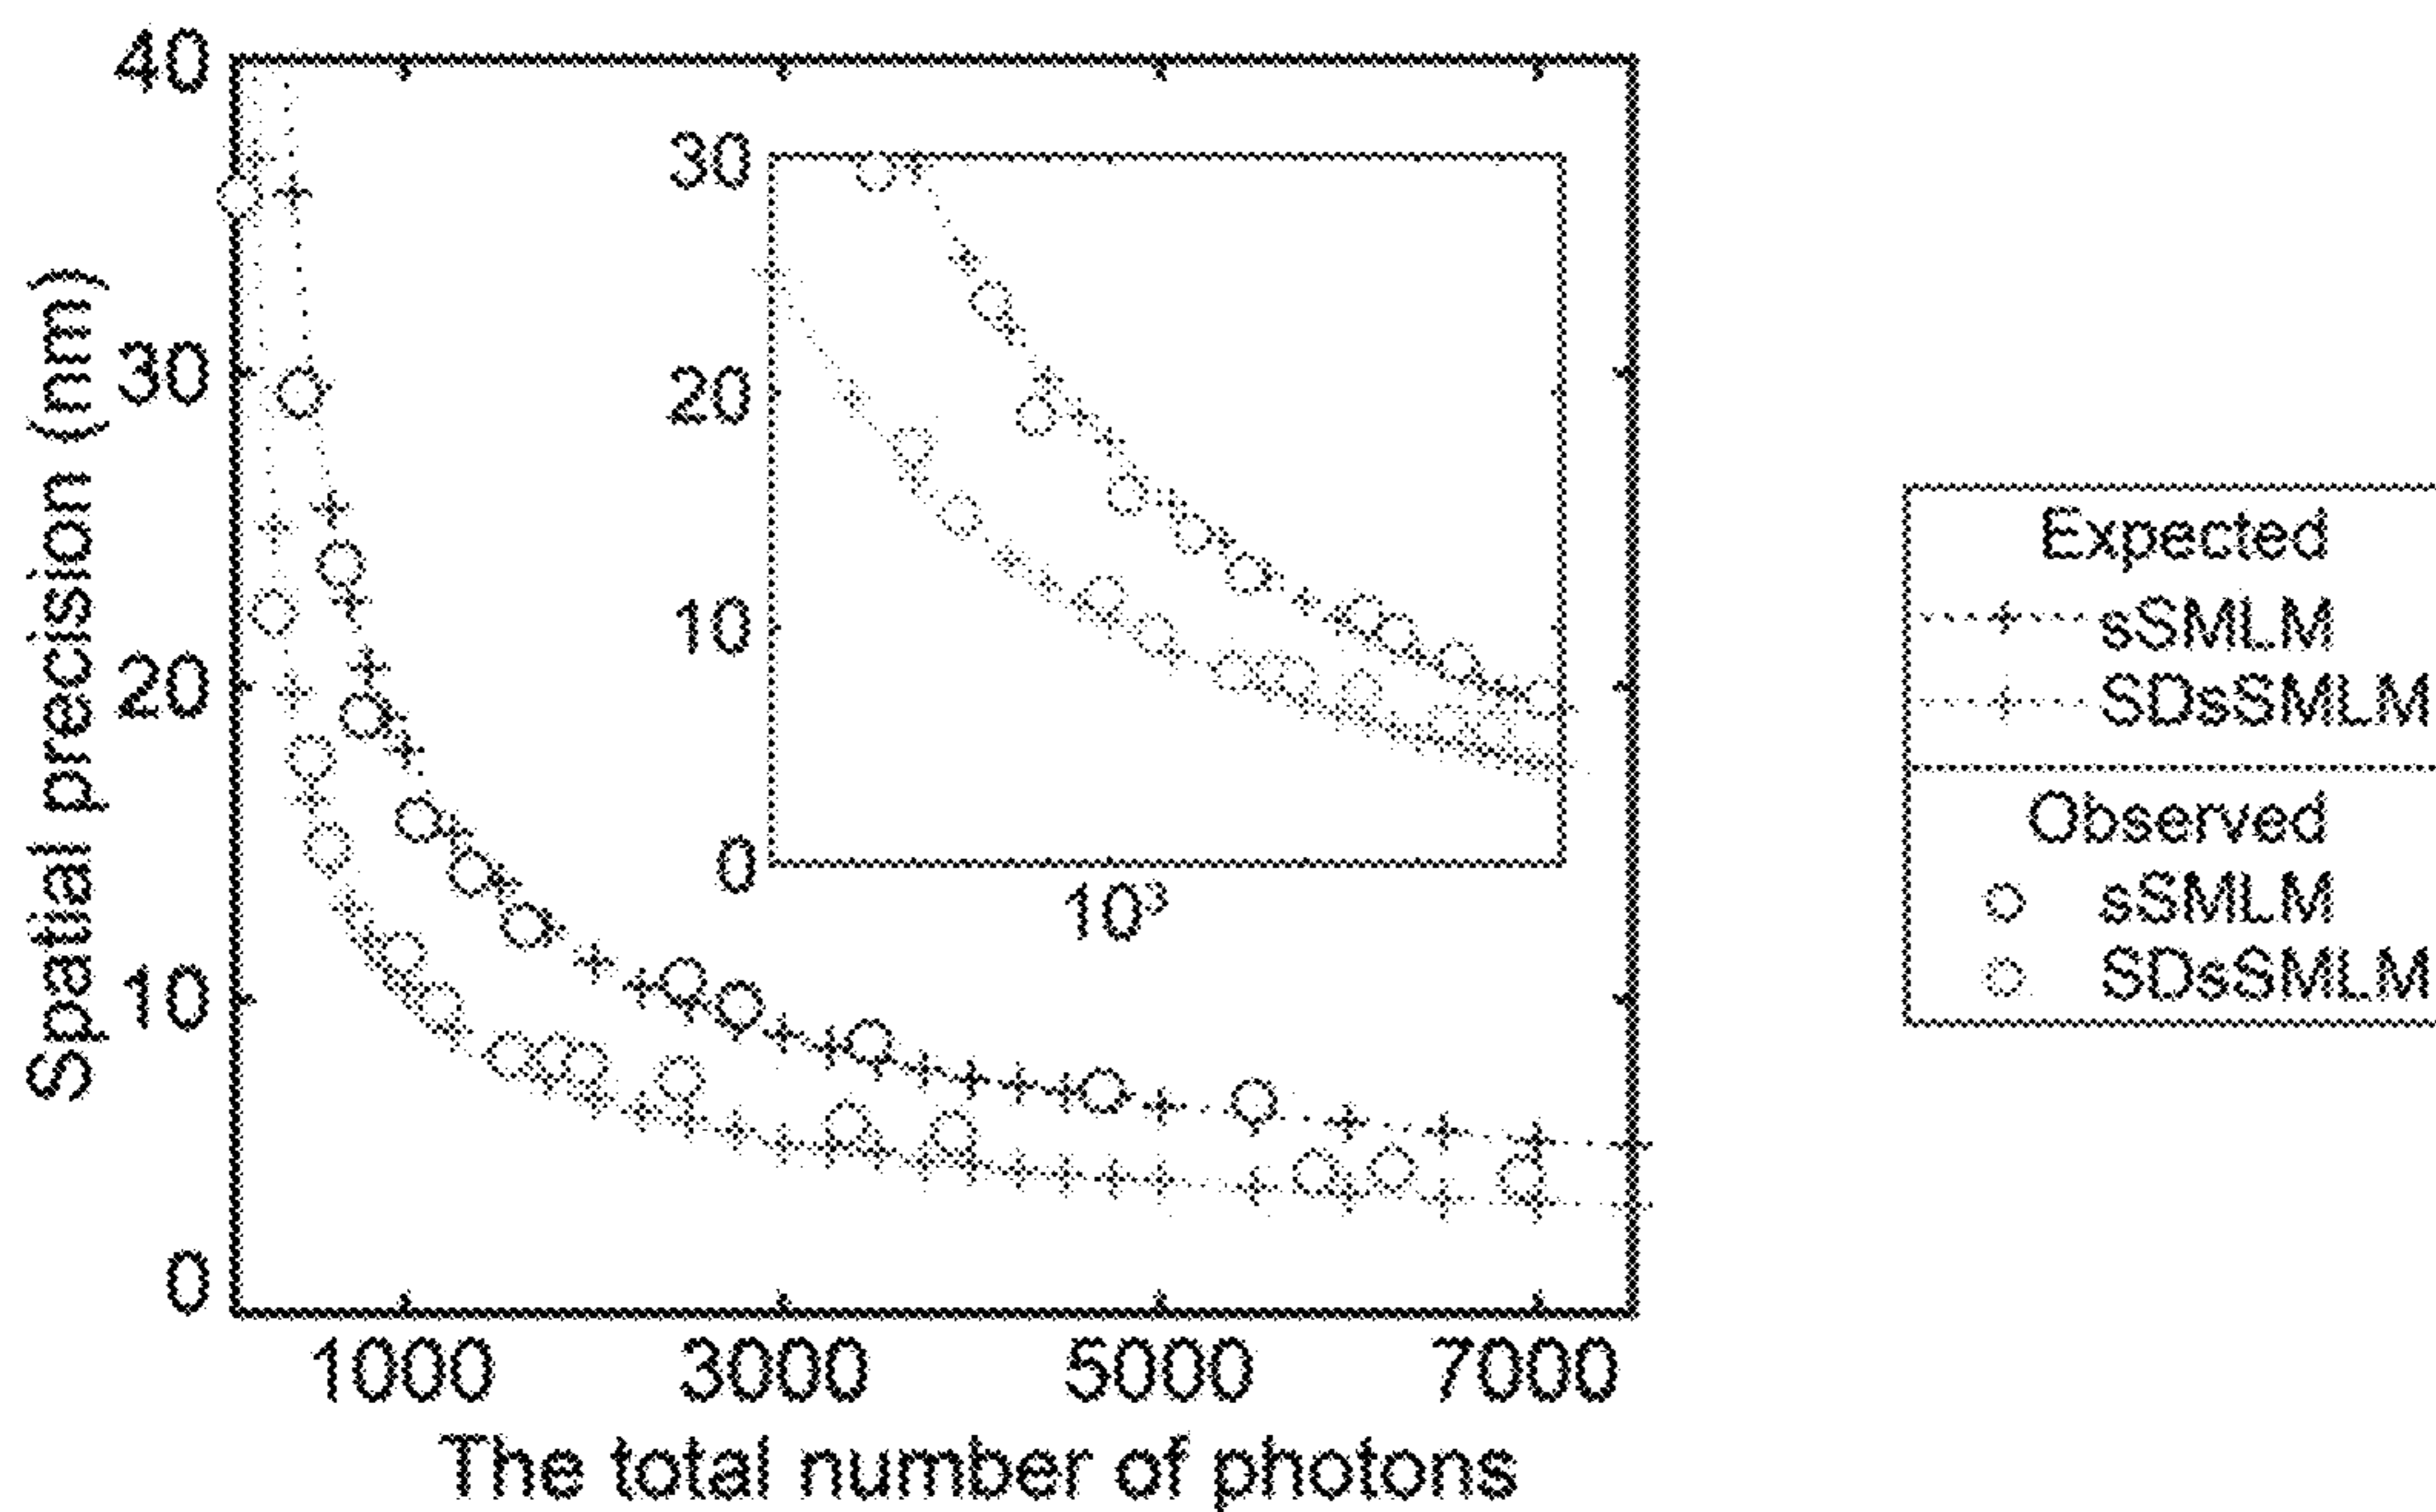 Spatial precision (nm)
40
30
20
10
0
1000 3000 5000 7000
The total number of photons
30
20
10
0
10³
Expected
sSMLM
SDsSMLM
Observed
sSMLM
SDsSMLM